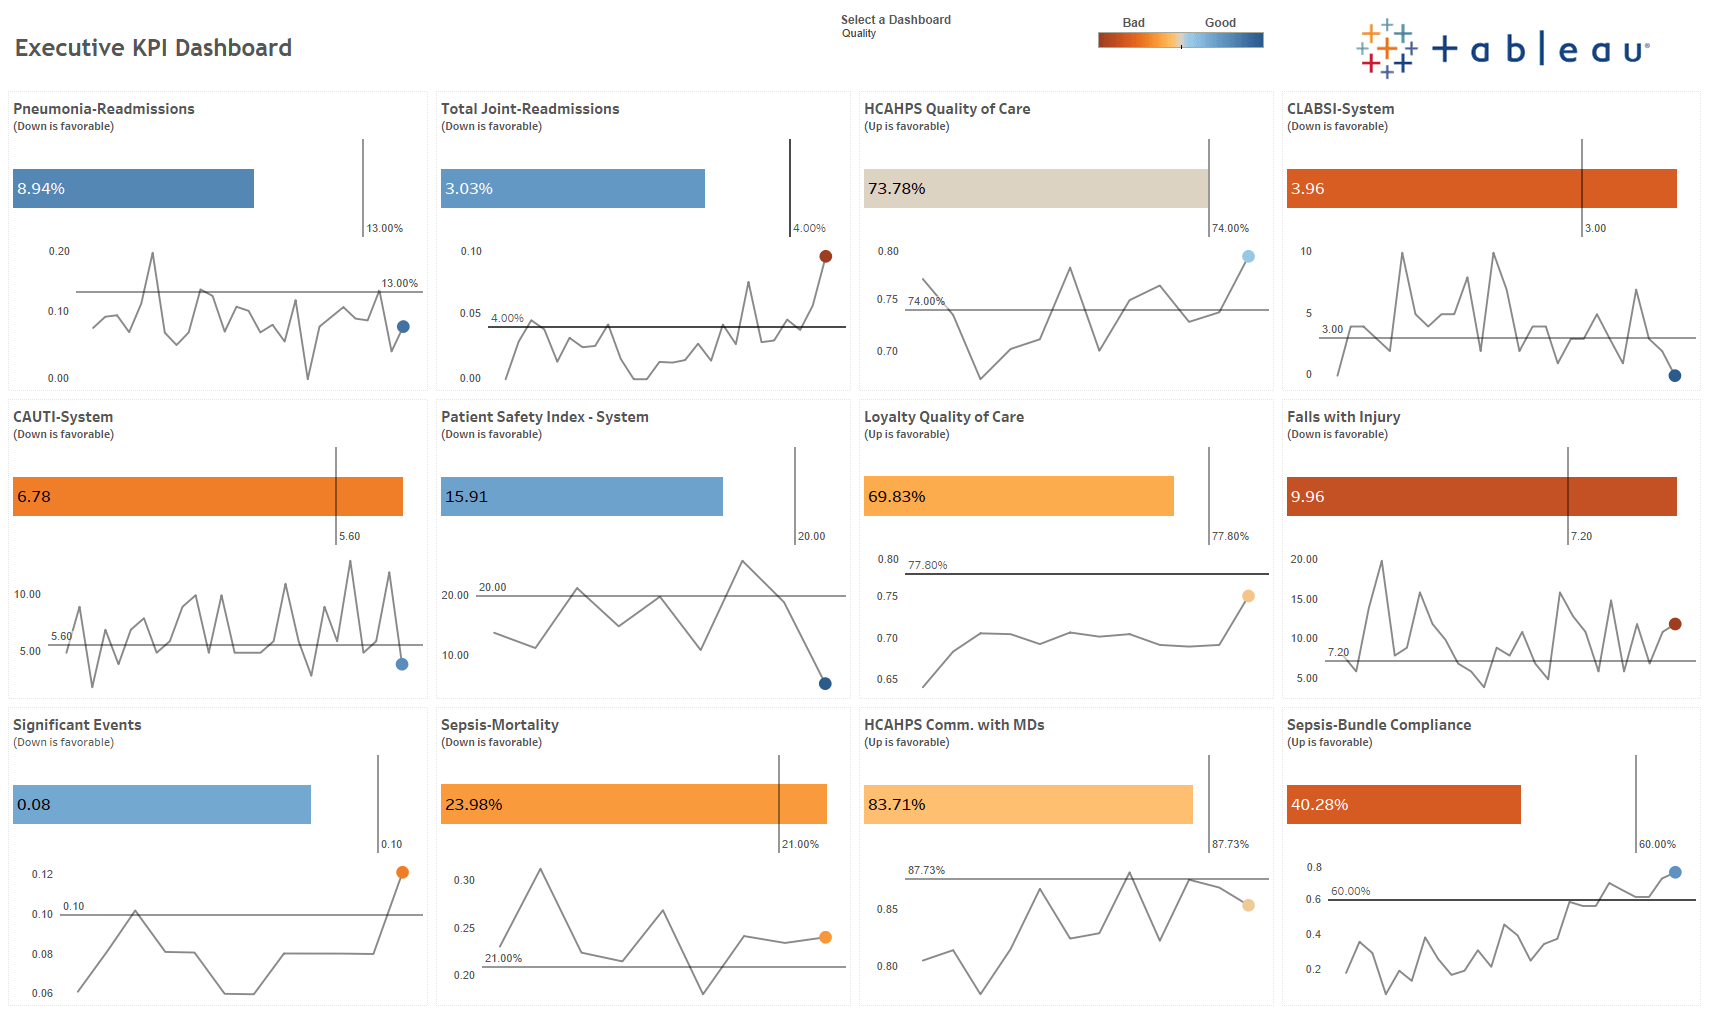 Executive KPI Dashboard
Select a Dashboard
Quality
Bad Good
+ableau®
Pneumonia-Readmissions
(Down is favorable)
8.94%
13.00%
0.20
13.00%
0.10
0.00
Total Joint-Readmissions
(Down is favorable)
3.03%
4.00%
0.10
0.05
4.00%
0.00
HCAHPS Quality of Care
(Up is favorable)
73.78%
74.00%
0.80
0.75
74.00%
0.70
CLABSI-System
(Down is favorable)
3.96
3.00
10
5
3.00
0
CAUTI-System
(Down is favorable)
6.78
5.60
10.00
5.60
5.00
Patient Safety Index - System
(Down is favorable)
15.91
20.00
20.00
20.00
10.00
Loyalty Quality of Care
(Up is favorable)
69.83%
77.80%
0.80
77.80%
0.75
0.70
0.65
Falls with Injury
(Down is favorable)
9.96
7.20
20.00
15.00
10.00
7.20
5.00
Significant Events
(Down is favorable)
0.08
0.10
0.12
0.10
0.10
0.08
0.06
Sepsis-Mortality
(Down is favorable)
23.98%
21.00%
0.30
0.25
21.00%
0.20
HCAHPS Comm. with MDs
(Up is favorable)
83.71%
87.73%
87.73%
0.85
0.80
Sepsis-Bundle Compliance
(Up is favorable)
40.28%
60.00%
0.8
60.00%
0.6
0.4
0.2